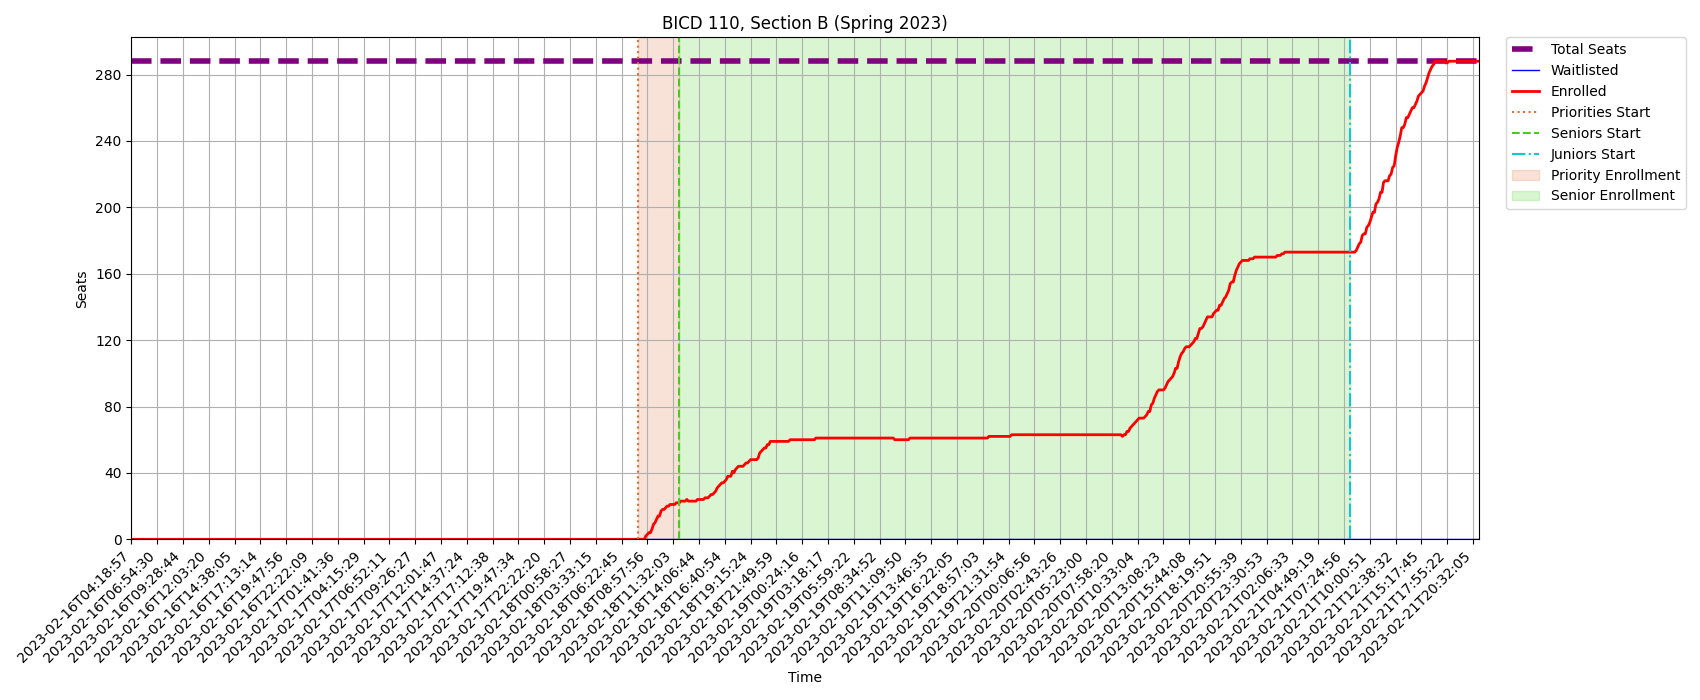 BICD 110, Section B (Spring 2023)
Total Seats
Waitlisted
Enrolled
Priorities Start
Seniors Start
Juniors Start
Priority Enrollment
Senior Enrollment
Seats
280
240
200
160
120
80
40
0
2023-02-16T04:18:57
2023-02-16T06:54:30
2023-02-16T09:28:44
2023-02-16T12:03:20
2023-02-16T14:38:05
2023-02-16T17:13:14
2023-02-16T19:47:56
2023-02-16T22:22:09
2023-02-17T01:41:36
2023-02-17T04:15:29
2023-02-17T06:52:11
2023-02-17T09:26:27
2023-02-17T12:01:47
2023-02-17T14:37:24
2023-02-17T17:12:38
2023-02-17T19:47:34
2023-02-17T22:22:20
2023-02-18T00:58:27
2023-02-18T03:33:15
2023-02-18T06:22:45
2023-02-18T08:57:56
2023-02-18T11:32:03
2023-02-18T14:06:44
2023-02-18T16:40:54
2023-02-18T19:15:24
2023-02-18T21:49:59
2023-02-19T00:24:16
2023-02-19T03:18:17
2023-02-19T05:59:22
2023-02-19T08:34:52
2023-02-19T11:09:50
2023-02-19T13:46:35
2023-02-19T16:22:05
2023-02-19T18:57:03
2023-02-19T21:31:54
2023-02-20T00:06:56
2023-02-20T02:43:26
2023-02-20T05:23:00
2023-02-20T07:58:20
2023-02-20T10:33:04
2023-02-20T13:08:23
2023-02-20T15:44:08
2023-02-20T18:19:51
2023-02-20T20:55:39
2023-02-20T23:30:53
2023-02-21T02:06:33
2023-02-21T04:49:19
2023-02-21T07:24:56
2023-02-21T10:00:51
2023-02-21T12:38:32
2023-02-21T15:17:45
2023-02-21T17:55:22
2023-02-21T20:32:05
Time